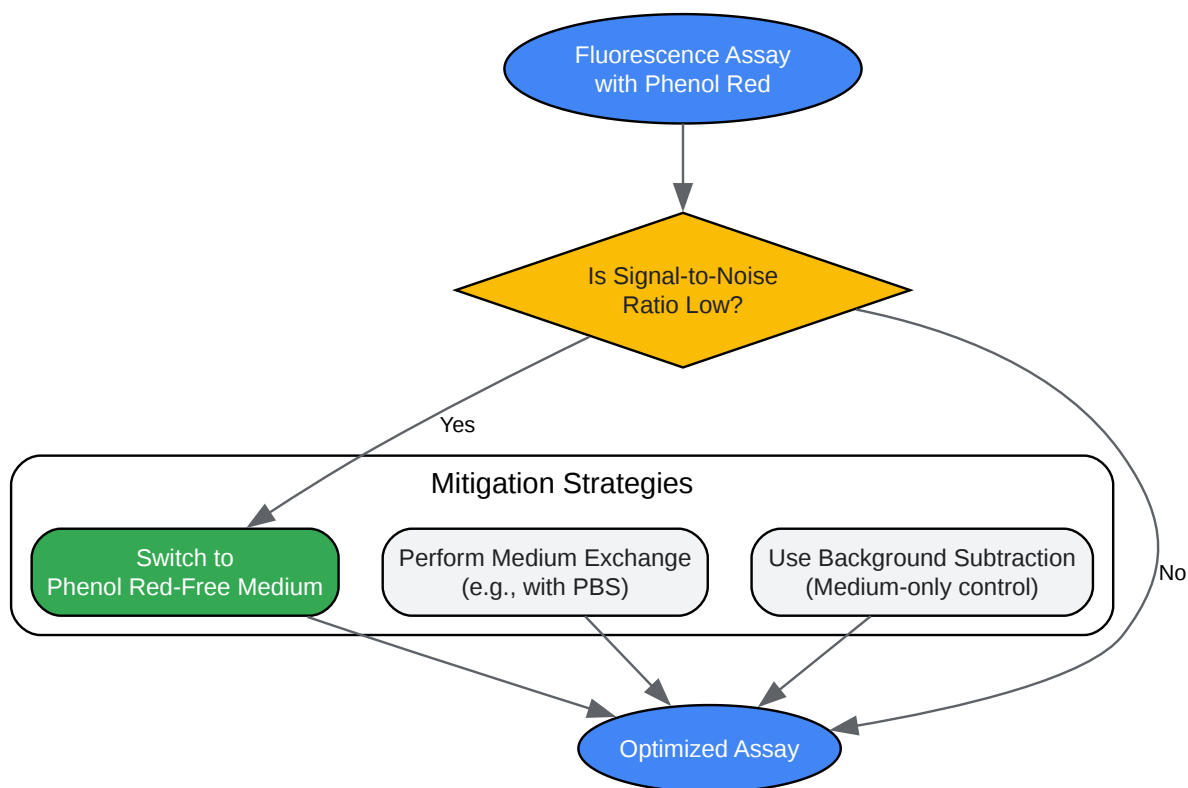 Fluorescence Assay
with Phenol Red
Is Signal-to-Noise
Ratio Low?
Yes
Mitigation Strategies
Switch to
Phenol Red-Free Medium
Perform Medium Exchange
(e.g., with PBS)
Use Background Subtraction
(Medium-only control)
No
Optimized Assay